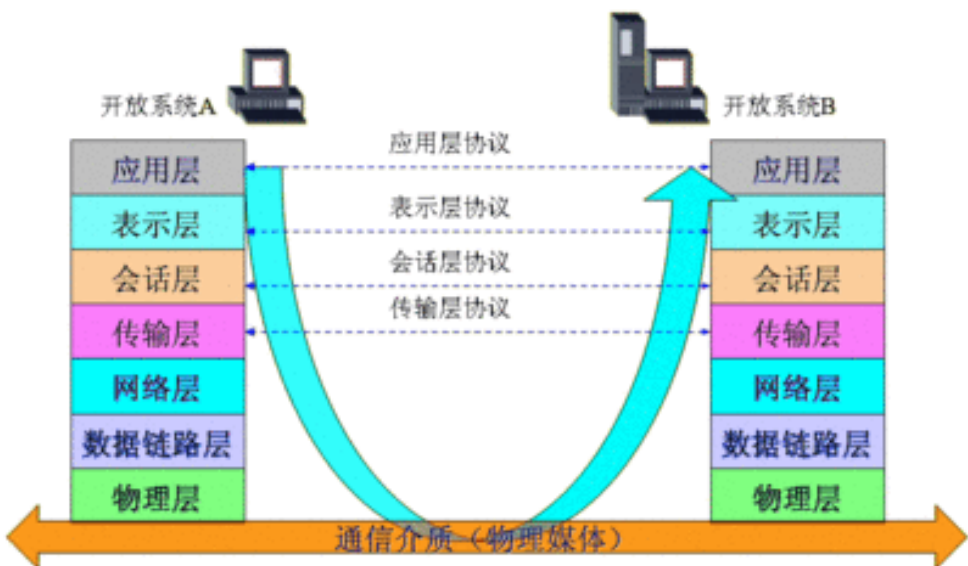 开放系统A
开放系统B
应用层
应用层协议
应用层
表示层
表示层协议
表示层
会话层
会话层协议
会话层
传输层
传输层协议
传输层
网络层
网络层
数据链路层
数据链路层
物理层
物理层
通信介质(物理媒体)